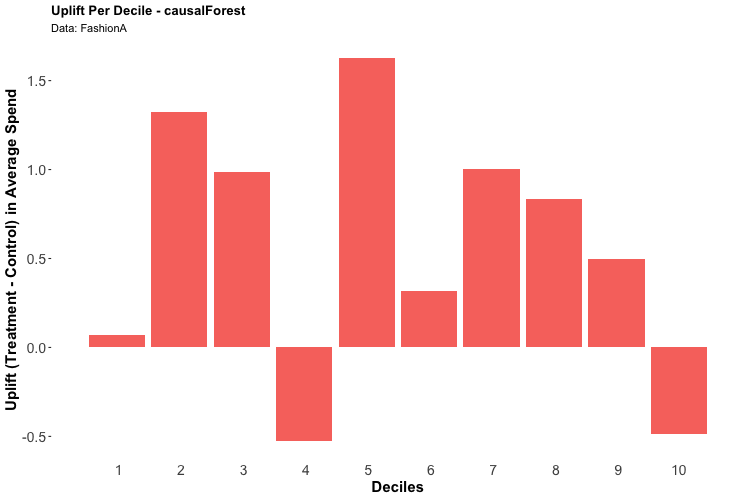 Uplift Per Decile - causalForest
Data: FashionA
Uplift (Treatment - Control) in Average Spend
1.5
1.0
0.5
0.0
-0.5
1 2 3 4 5 6 7 8 9 10
Deciles